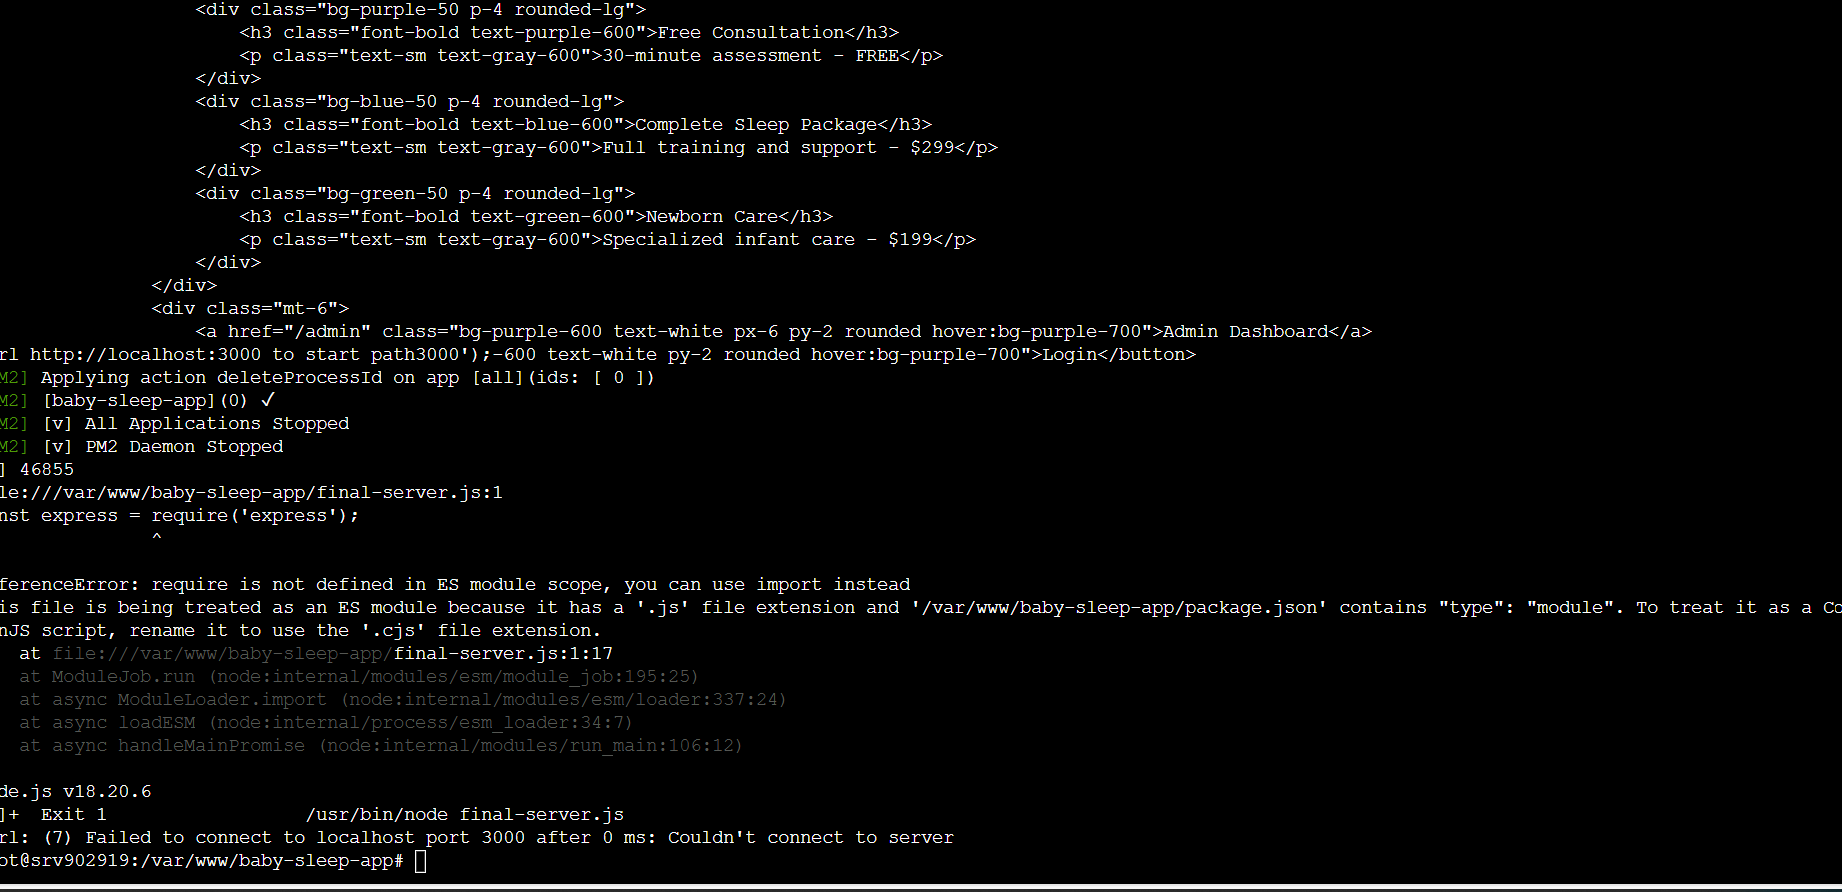 <div class="bg-purple-50 p-4 rounded-lg">
<h3 class="font-bold text-purple-600">Free Consultation</h3>
<p class="text-sm text-gray-600">30-minute assessment - FREE</p>
</div>
<div class="bg-blue-50 p-4 rounded-lg">
<h3 class="font-bold text-blue-600">Complete Sleep Package</h3>
<p class="text-sm text-gray-600">Full training and support - $299</p>
</div>
<div class="bg-green-50 p-4 rounded-lg">
<h3 class="font-bold text-green-600">Newborn Care</h3>
<p class="text-sm text-gray-600">Specialized infant care - $199</p>
</div>
</div>
<div class="mt-6">
<a href="/admin" class="bg-purple-600 text-white px-6 py-2 rounded hover:bg-purple-700">Admin Dashboard</a>
rl http://localhost:3000 to start path3000');-600 text-white py-2 rounded hover:bg-purple-700">Login</button>
M2] Applying action deleteProcessId on app [all](ids: [ 0 ])
M2] [baby-sleep-app](0) ✓
M2] [v] All Applications Stopped
M2] [v] PM2 Daemon Stopped
] 46855
le:///var/www/baby-sleep-app/final-server.js:1
nst express = require('express');
^
ferenceError: require is not defined in ES module scope, you can use import instead
is file is being treated as an ES module because it has a '.js' file extension and '/var/www/baby-sleep-app/package.json' contains "type": "module". To treat it as a Co
nJS script, rename it to use the '.cjs' file extension.
at file:///var/www/baby-sleep-app/final-server.js:1:17
at ModuleJob.run (node:internal/modules/esm/module_job:195:25)
at async ModuleLoader.import (node:internal/modules/esm/loader:337:24)
at async loadESM (node:internal/process/esm_loader:34:7)
at async handleMainPromise (node:internal/modules/run_main:106:12)
de.js v18.20.6
]+ Exit 1 /usr/bin/node final-server.js
rl: (7) Failed to connect to localhost port 3000 after 0 ms: Couldn't connect to server
ot@srv902919:/var/www/baby-sleep-app#